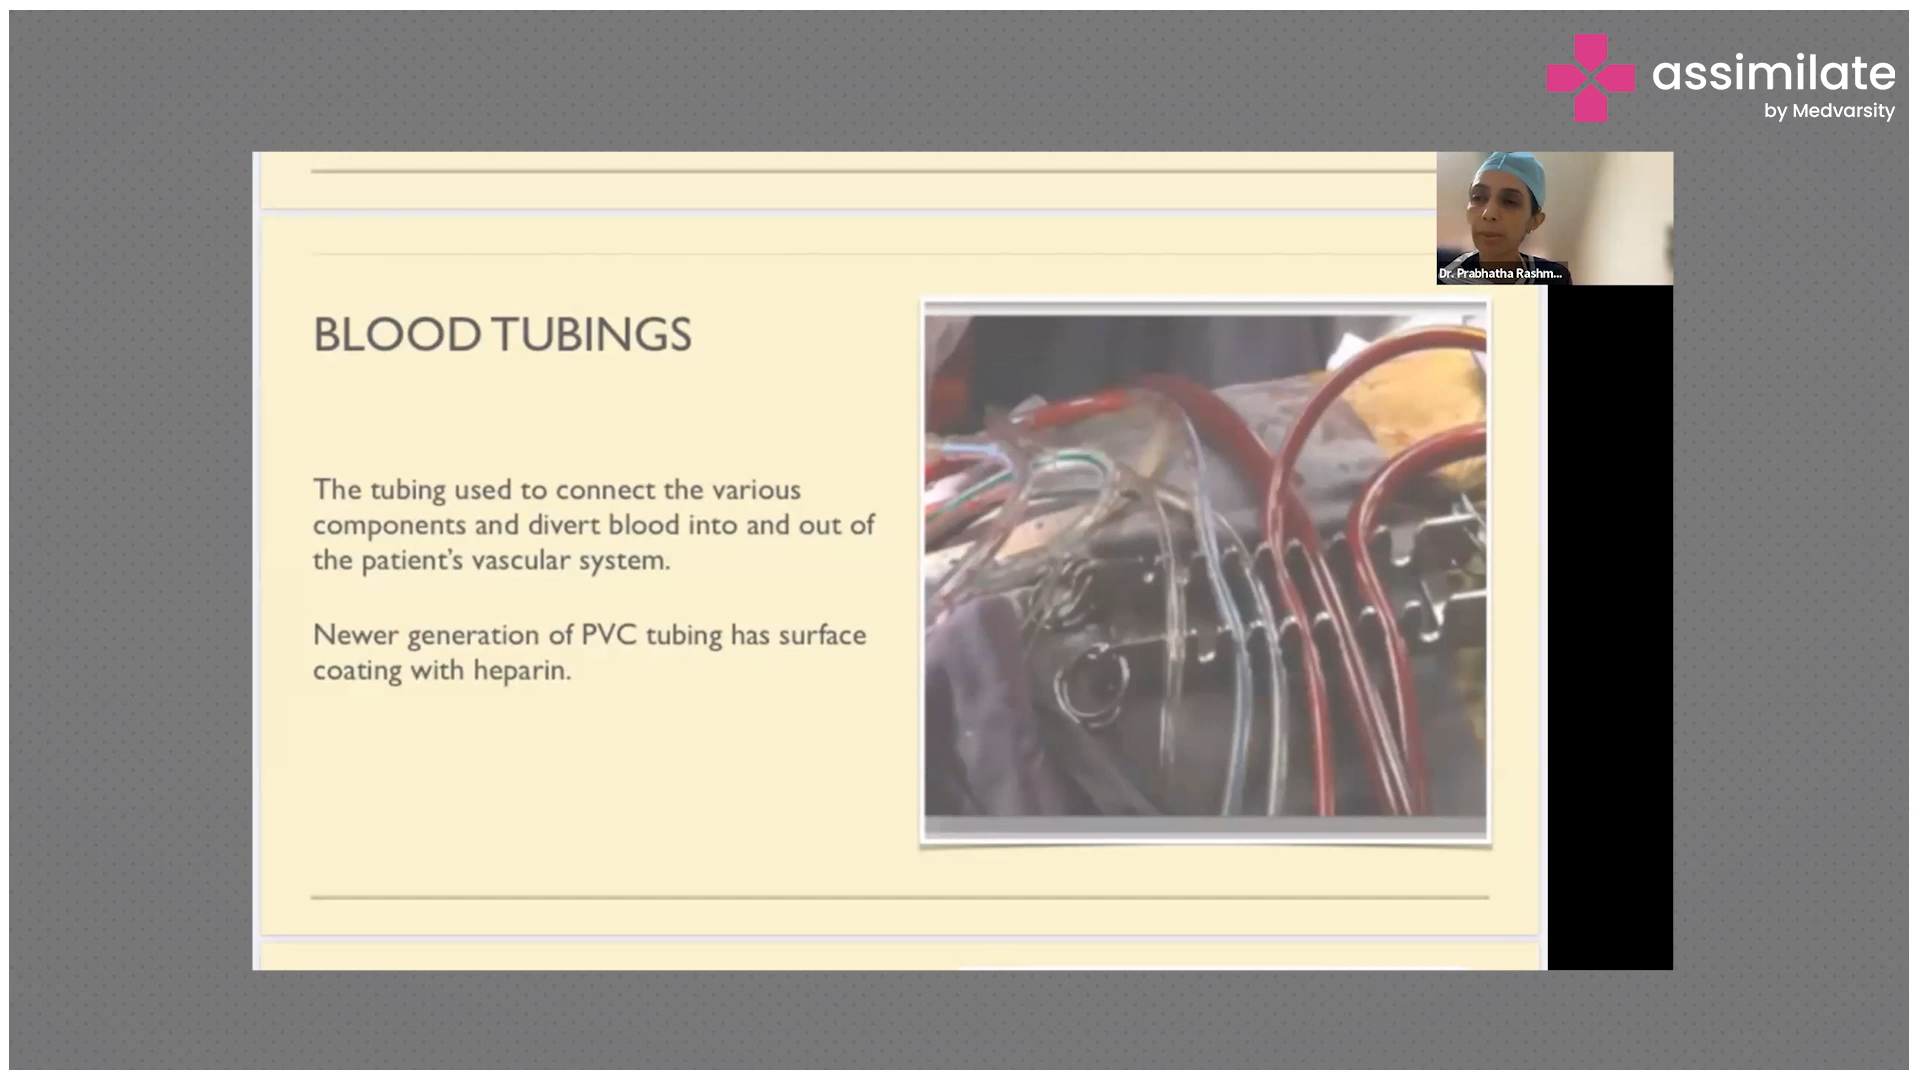 assimilate
by Medvarsity
Dr. Prabhatha Rashm...
BLOOD TUBINGS
The tubing used to connect the various
components and divert blood into and out of
the patient's vascular system.
Newer generation of PVC tubing has surface
coating with heparin.